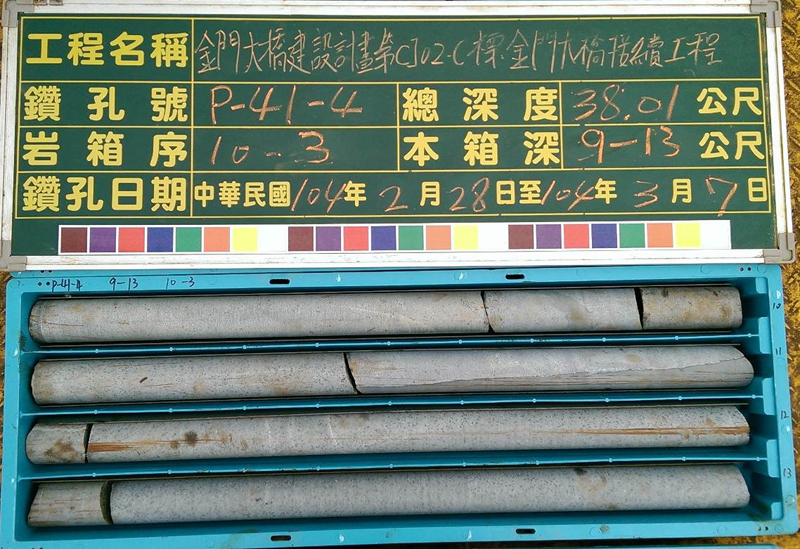 工程名稱 金門大橋建設計畫第CJ02-C標金門大橋接續工程
鑽孔號 P-41-4 總深度 38.01 公尺
岩箱序 10-3 本箱深 9-13 公尺
鑽孔日期 中華民國104年2月28日至104年3月7日
P-41-4 9-13 10-3
10
11
12
13